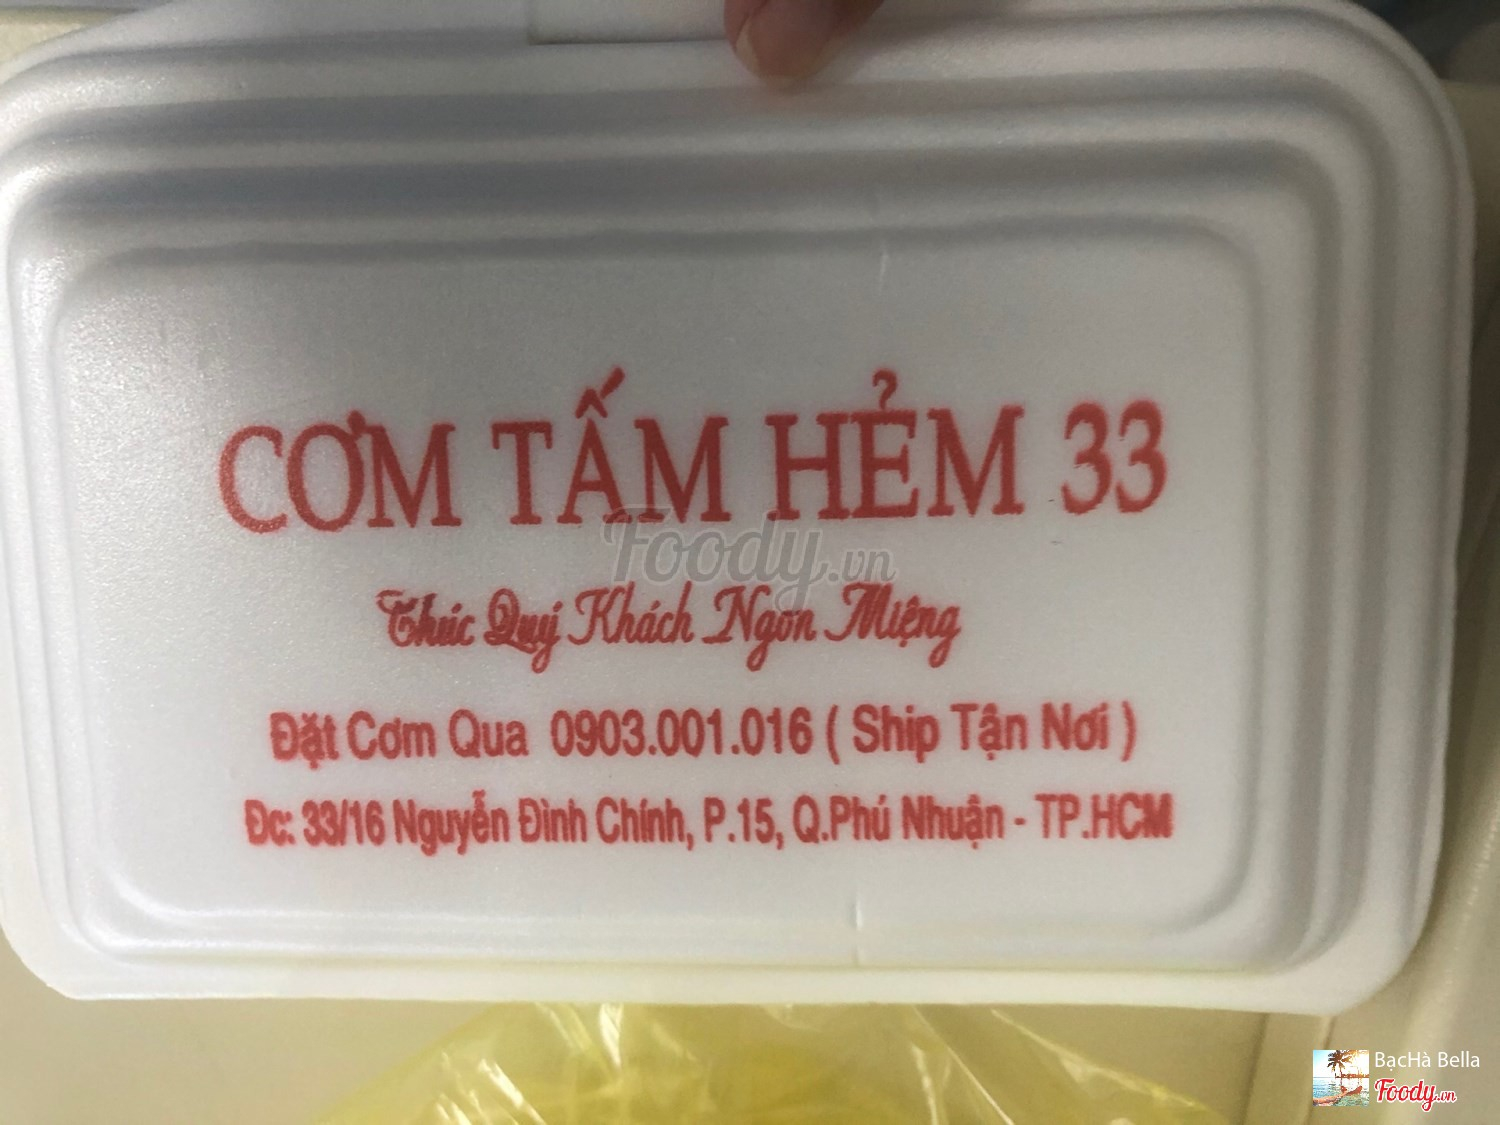 CƠM TẤM HẺM 33
Foody.vn
Thúc Quý Khách Ngon Miệng
Đặt Cơm Qua 0903.001.016 ( Ship Tận Nơi )
Đc: 33/16 Nguyễn Đình Chính, P.15, Q.Phú Nhuận - TP.HCM
BạcHà Bella
Foody.vn